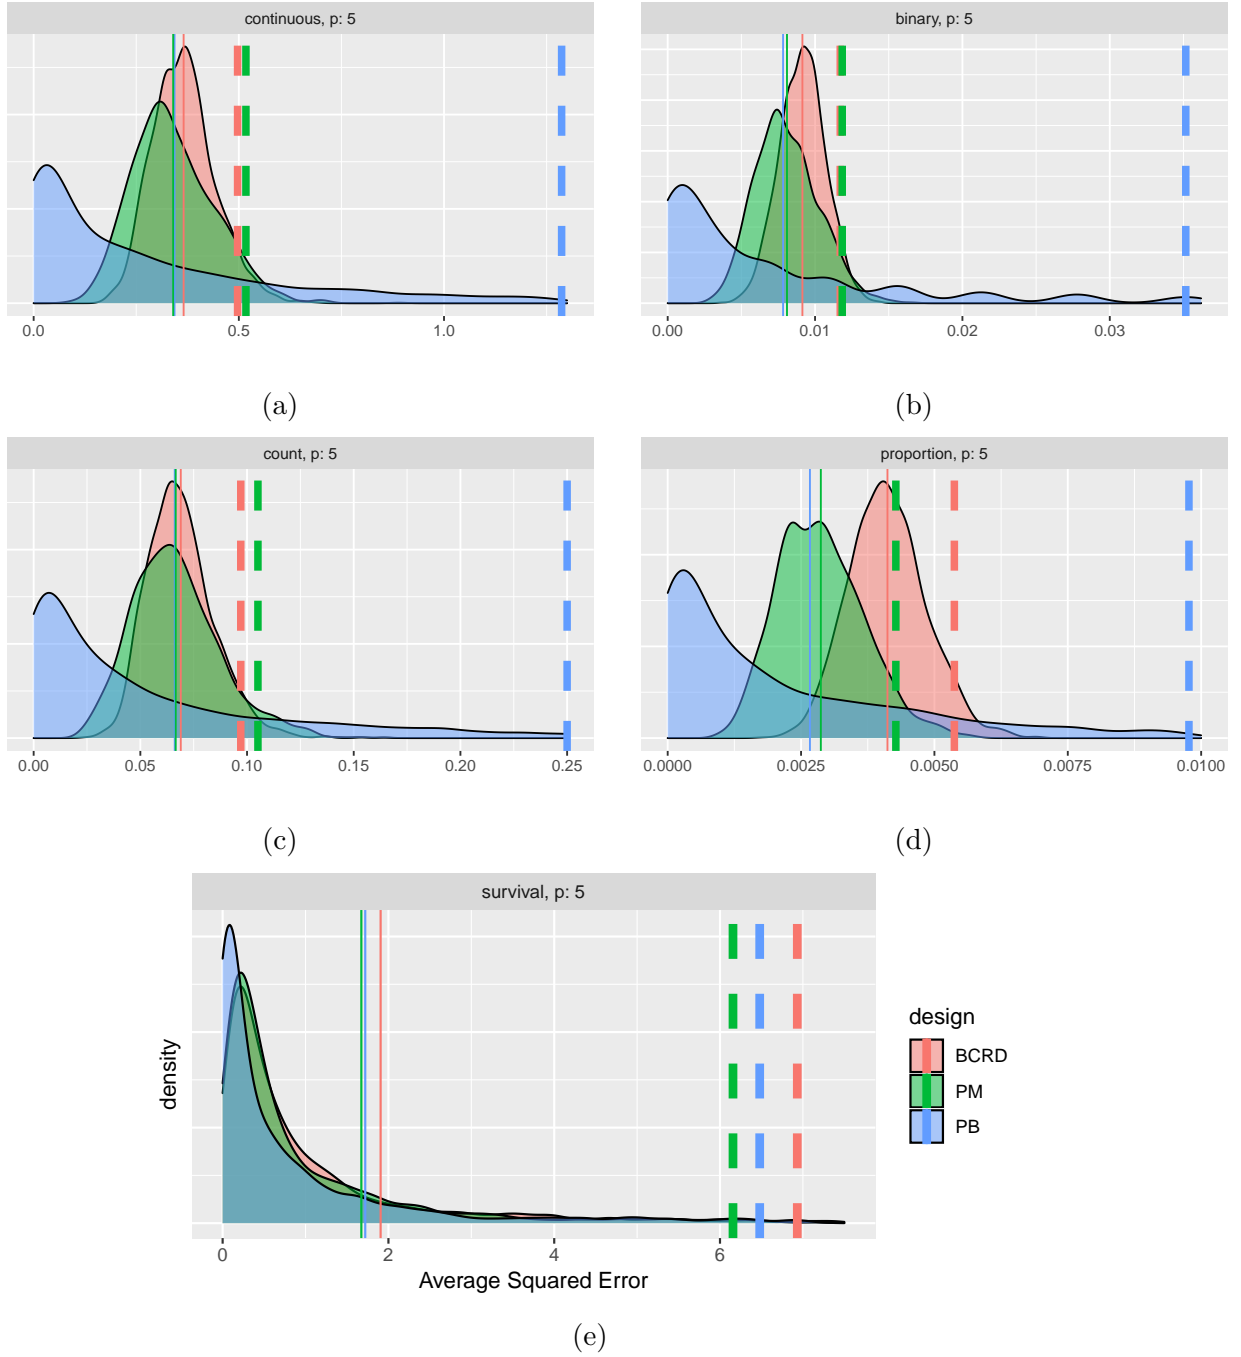 continuous, p: 5
binary, p: 5
0.0 0.5 1.0
0.00 0.01 0.02 0.03
(a)
(b)
count, p: 5
proportion, p: 5
0.00 0.05 0.10 0.15 0.20 0.25
0.0000 0.0025 0.0050 0.0075 0.0100
(c)
(d)
survival, p: 5
density
0 2 4 6
Average Squared Error
design
BCRD
PM
PB
(e)